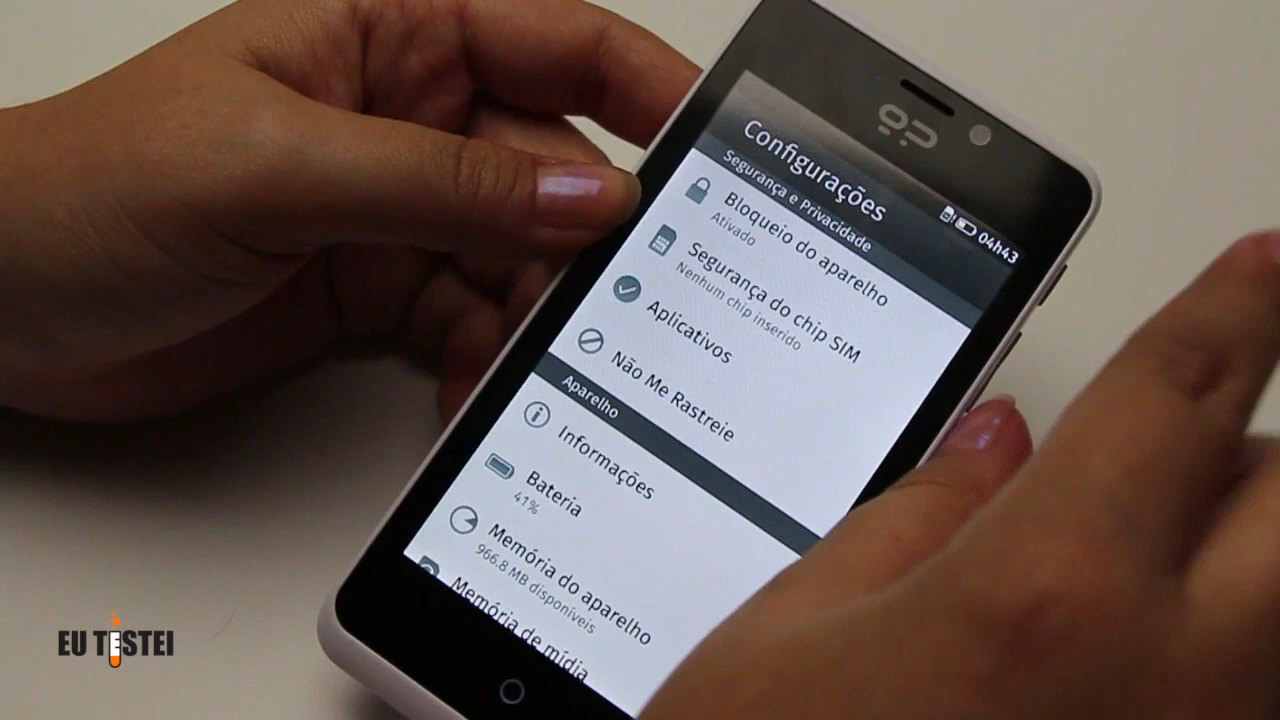 Configurações
04h43
Segurança e Privacidade
Bloqueio do aparelho
Ativado
Segurança do chip SIM
Nenhum chip inserido
Aplicativos
Não Me Rastreie
Aparelho
Informações
Bateria
41%
Memória do aparelho
966.8 MB disponíveis
Memória de mídia
EU TESTEI